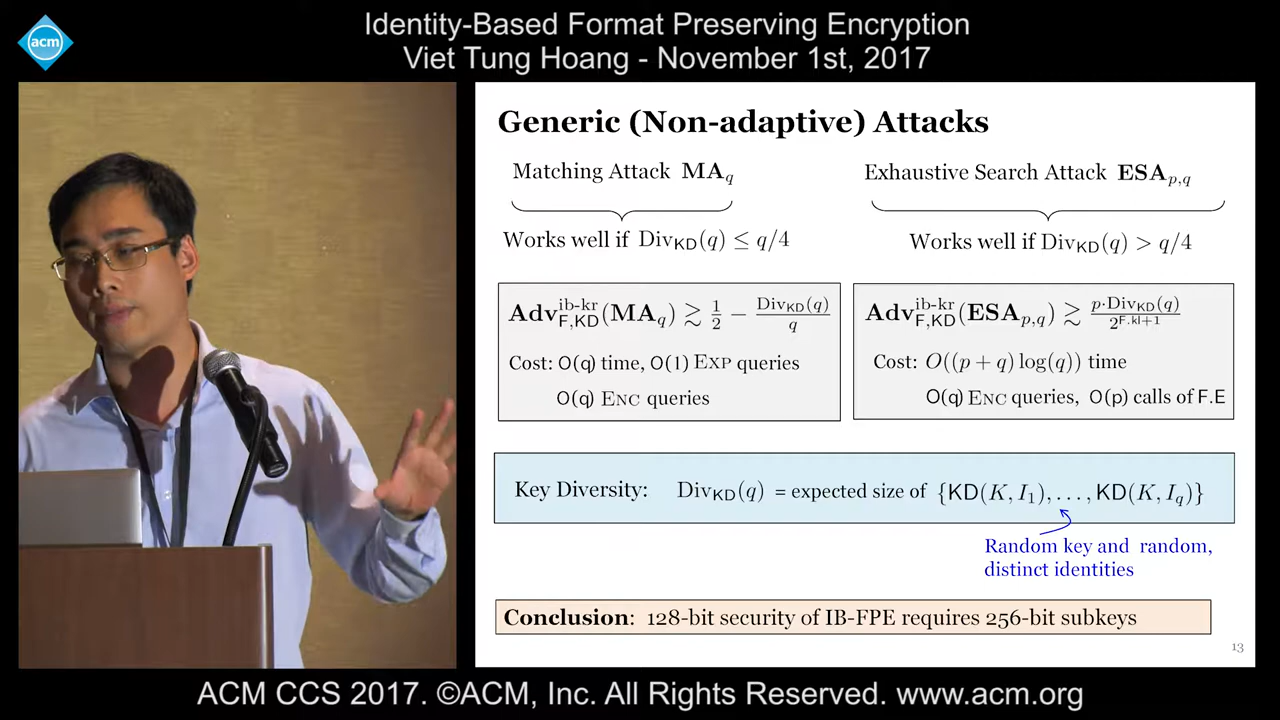 acm
Identity-Based Format Preserving Encryption
Viet Tung Hoang - November 1st, 2017
Generic (Non-adaptive) Attacks
Matching Attack MA_q
Exhaustive Search Attack ESA_{p,q}
Works well if Div_KD(q) ≤ q/4
Works well if Div_KD(q) > q/4
Adv^{ib-kr}_{F,KD}(MA_q) ≳ 1/2 − Div_KD(q)/q
Cost: O(q) time, O(1) EXP queries
O(q) ENC queries
Adv^{ib-kr}_{F,KD}(ESA_{p,q}) ≳ p·Div_KD(q)/2^{F.kl+1}
Cost: O((p + q) log(q)) time
O(q) ENC queries, O(p) calls of F.E
Key Diversity: Div_KD(q) = expected size of {KD(K, I_1), . . . , KD(K, I_q)}
Random key and random,
distinct identities
Conclusion: 128-bit security of IB-FPE requires 256-bit subkeys
13
ACM CCS 2017. ©ACM, Inc. All Rights Reserved. www.acm.org